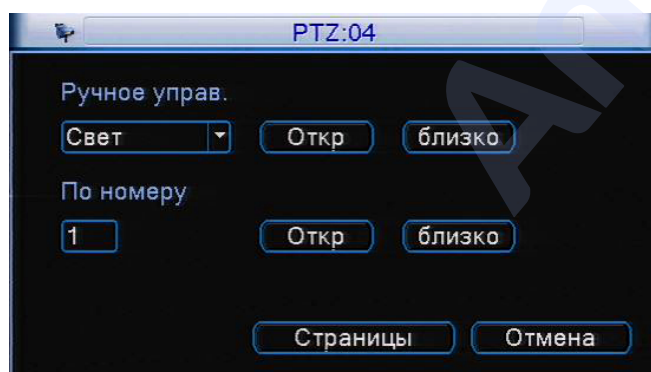 PTZ:04
Ручное управ.
Свет Откр близко
По номеру
1 Откр близко
Страницы Отмена